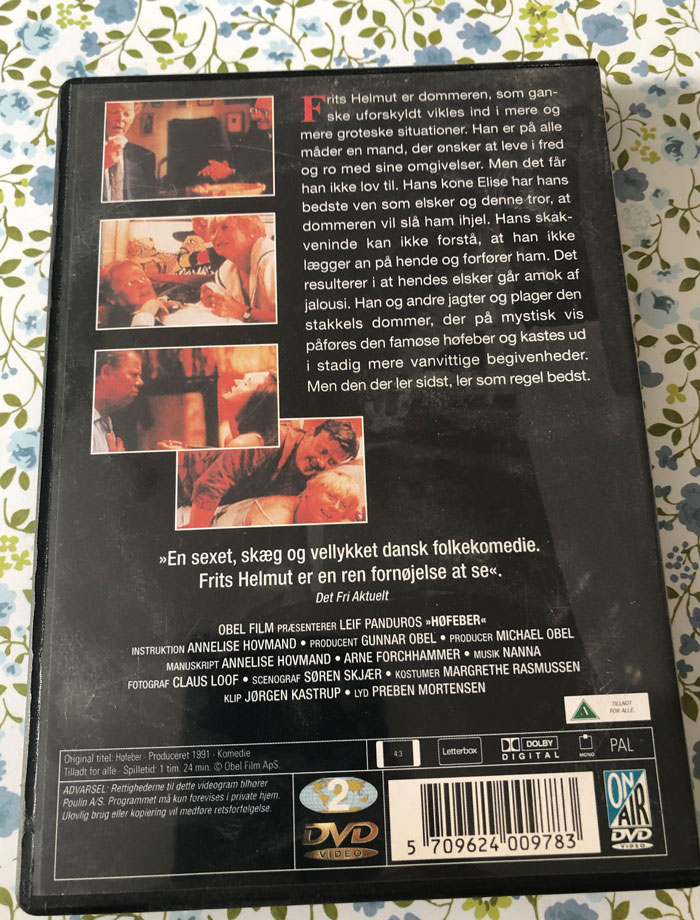 Frits Helmut er dommeren, som gan-
ske uforskyldt vikles ind i mere og
mere groteske situationer. Han er på alle
måder en mand, der ønsker at leve i fred
og ro med sine omgivelser. Men det får
han ikke lov til. Hans kone Elise har hans
bedste ven som elsker og denne tror, at
dommeren vil slå ham ihjel. Hans skak-
veninde kan ikke forstå, at han ikke
lægger an på hende og forfører ham. Det
resulterer i at hendes elsker går amok af
jalousi. Han og andre jagter og plager den
stakkels dommer, der på mystisk vis
påføres den famøse høfeber og kastes ud
i stadig mere vanvittige begivenheder.
Men den der ler sidst, ler som regel bedst.
»En sexet, skæg og vellykket dansk folkekomedie.
Frits Helmut er en ren fornøjelse at se«.
Det Fri Aktuelt
OBEL FILM PRÆSENTERER LEIF PANDUROS »HØFEBER«
INSTRUKTION ANNELISE HOVMAND • PRODUCENT GUNNAR OBEL • PRODUCER MICHAEL OBEL
MANUSKRIPT ANNELISE HOVMAND • ARNE FORCHHAMMER • MUSIK NANNA
FOTOGRAF CLAUS LOOF • SCENOGRAF SØREN SKJÆR • KOSTUMER MARGRETHE RASMUSSEN
KLIP JØRGEN KASTRUP • LYD PREBEN MORTENSEN
TILLADT
FOR ALLE.
Original titel: Høfeber · Produceret 1991 · Komedie
Tilladt for alle · Spilletid: 1 tim. 24 min. © Obel Film ApS.
4:3
Letterbox
DOLBY
DIGITAL
MONO
PAL
ADVARSEL: Rettighederne til dette videogram tilhører
Poulin A/S. Programmet må kun forevises i private hjem.
Ulovlig brug eller kopiering vil medføre retsforfølgelse.
2
DVD
VIDEO
5 709624 009783
ON
AIR
DVD
VIDEO